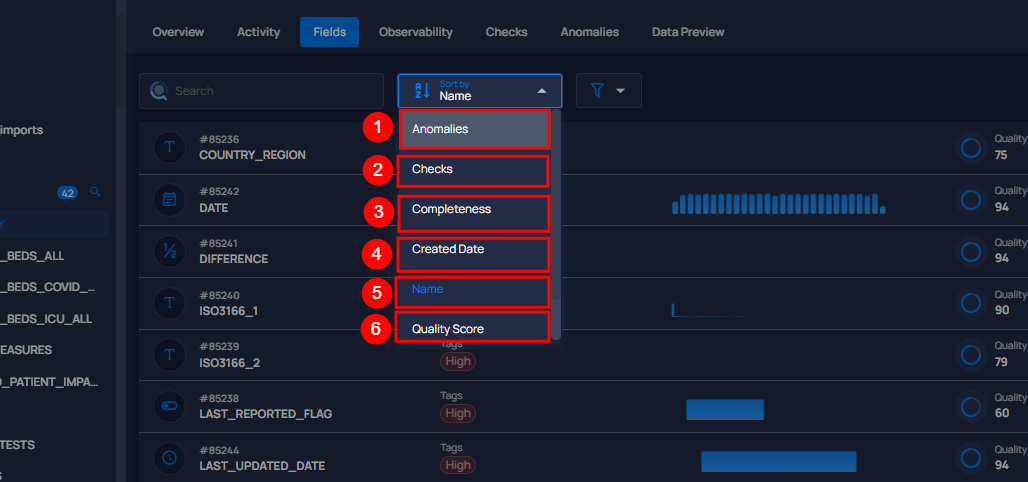 Overview
Activity
Fields
Observability
Checks
Anomalies
Data Preview
Search
Sort by
Name
imports
42
Y
_BEDS_ALL
_BEDS_COVID_...
_BEDS_ICU_ALL
EASURES
D_PATIENT_IMPA...
TESTS
S
1
Anomalies
2
Checks
3
Completeness
4
Created Date
5
Name
6
Quality Score
#85236
COUNTRY_REGION
Quality
75
#85242
DATE
Quality
94
#85241
DIFFERENCE
Quality
94
#85240
ISO3166_1
Quality
90
#85239
ISO3166_2
Tags
High
Quality
79
#85238
LAST_REPORTED_FLAG
Tags
High
Quality
60
#85244
LAST_UPDATED_DATE
Tags
High
Quality
94